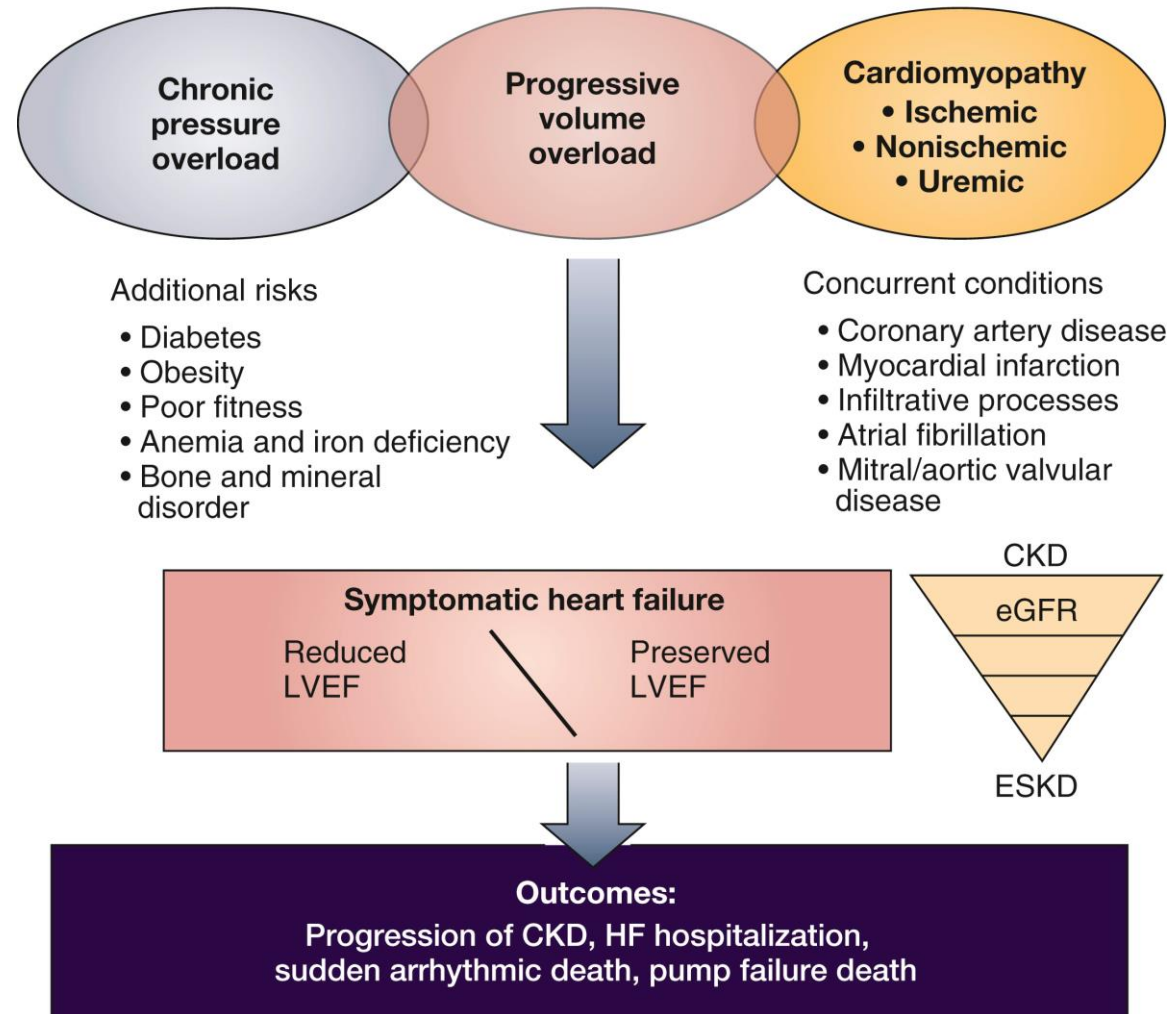 Chronic
pressure
overload
Progressive
volume
overload
Cardiomyopathy
• Ischemic
• Nonischemic
• Uremic
Additional risks
• Diabetes
• Obesity
• Poor fitness
• Anemia and iron deficiency
• Bone and mineral
disorder
Concurrent conditions
• Coronary artery disease
• Myocardial infarction
• Infiltrative processes
• Atrial fibrillation
• Mitral/aortic valvular
disease
Symptomatic heart failure
Reduced
LVEF
Preserved
LVEF
CKD
eGFR
ESKD
Outcomes:
Progression of CKD, HF hospitalization,
sudden arrhythmic death, pump failure death